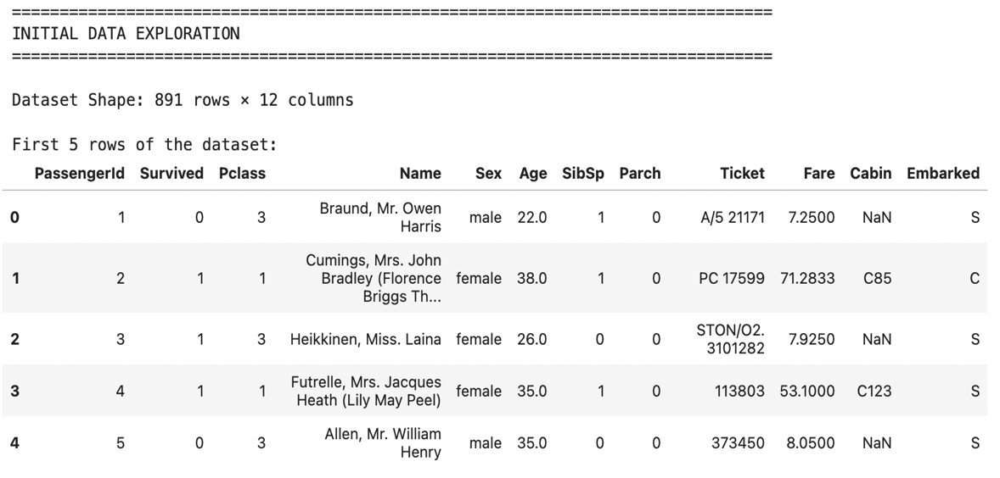 ================================================================================
INITIAL DATA EXPLORATION
================================================================================
Dataset Shape: 891 rows × 12 columns
First 5 rows of the dataset:
PassengerId Survived Pclass Name Sex Age SibSp Parch Ticket Fare Cabin Embarked
0 1 0 3 Braund, Mr. Owen Harris male 22.0 1 0 A/5 21171 7.2500 NaN S
1 2 1 1 Cumings, Mrs. John Bradley (Florence Briggs Th... female 38.0 1 0 PC 17599 71.2833 C85 C
2 3 1 3 Heikkinen, Miss. Laina female 26.0 0 0 STON/O2. 3101282 7.9250 NaN S
3 4 1 1 Futrelle, Mrs. Jacques Heath (Lily May Peel) female 35.0 1 0 113803 53.1000 C123 S
4 5 0 3 Allen, Mr. William Henry male 35.0 0 0 373450 8.0500 NaN S